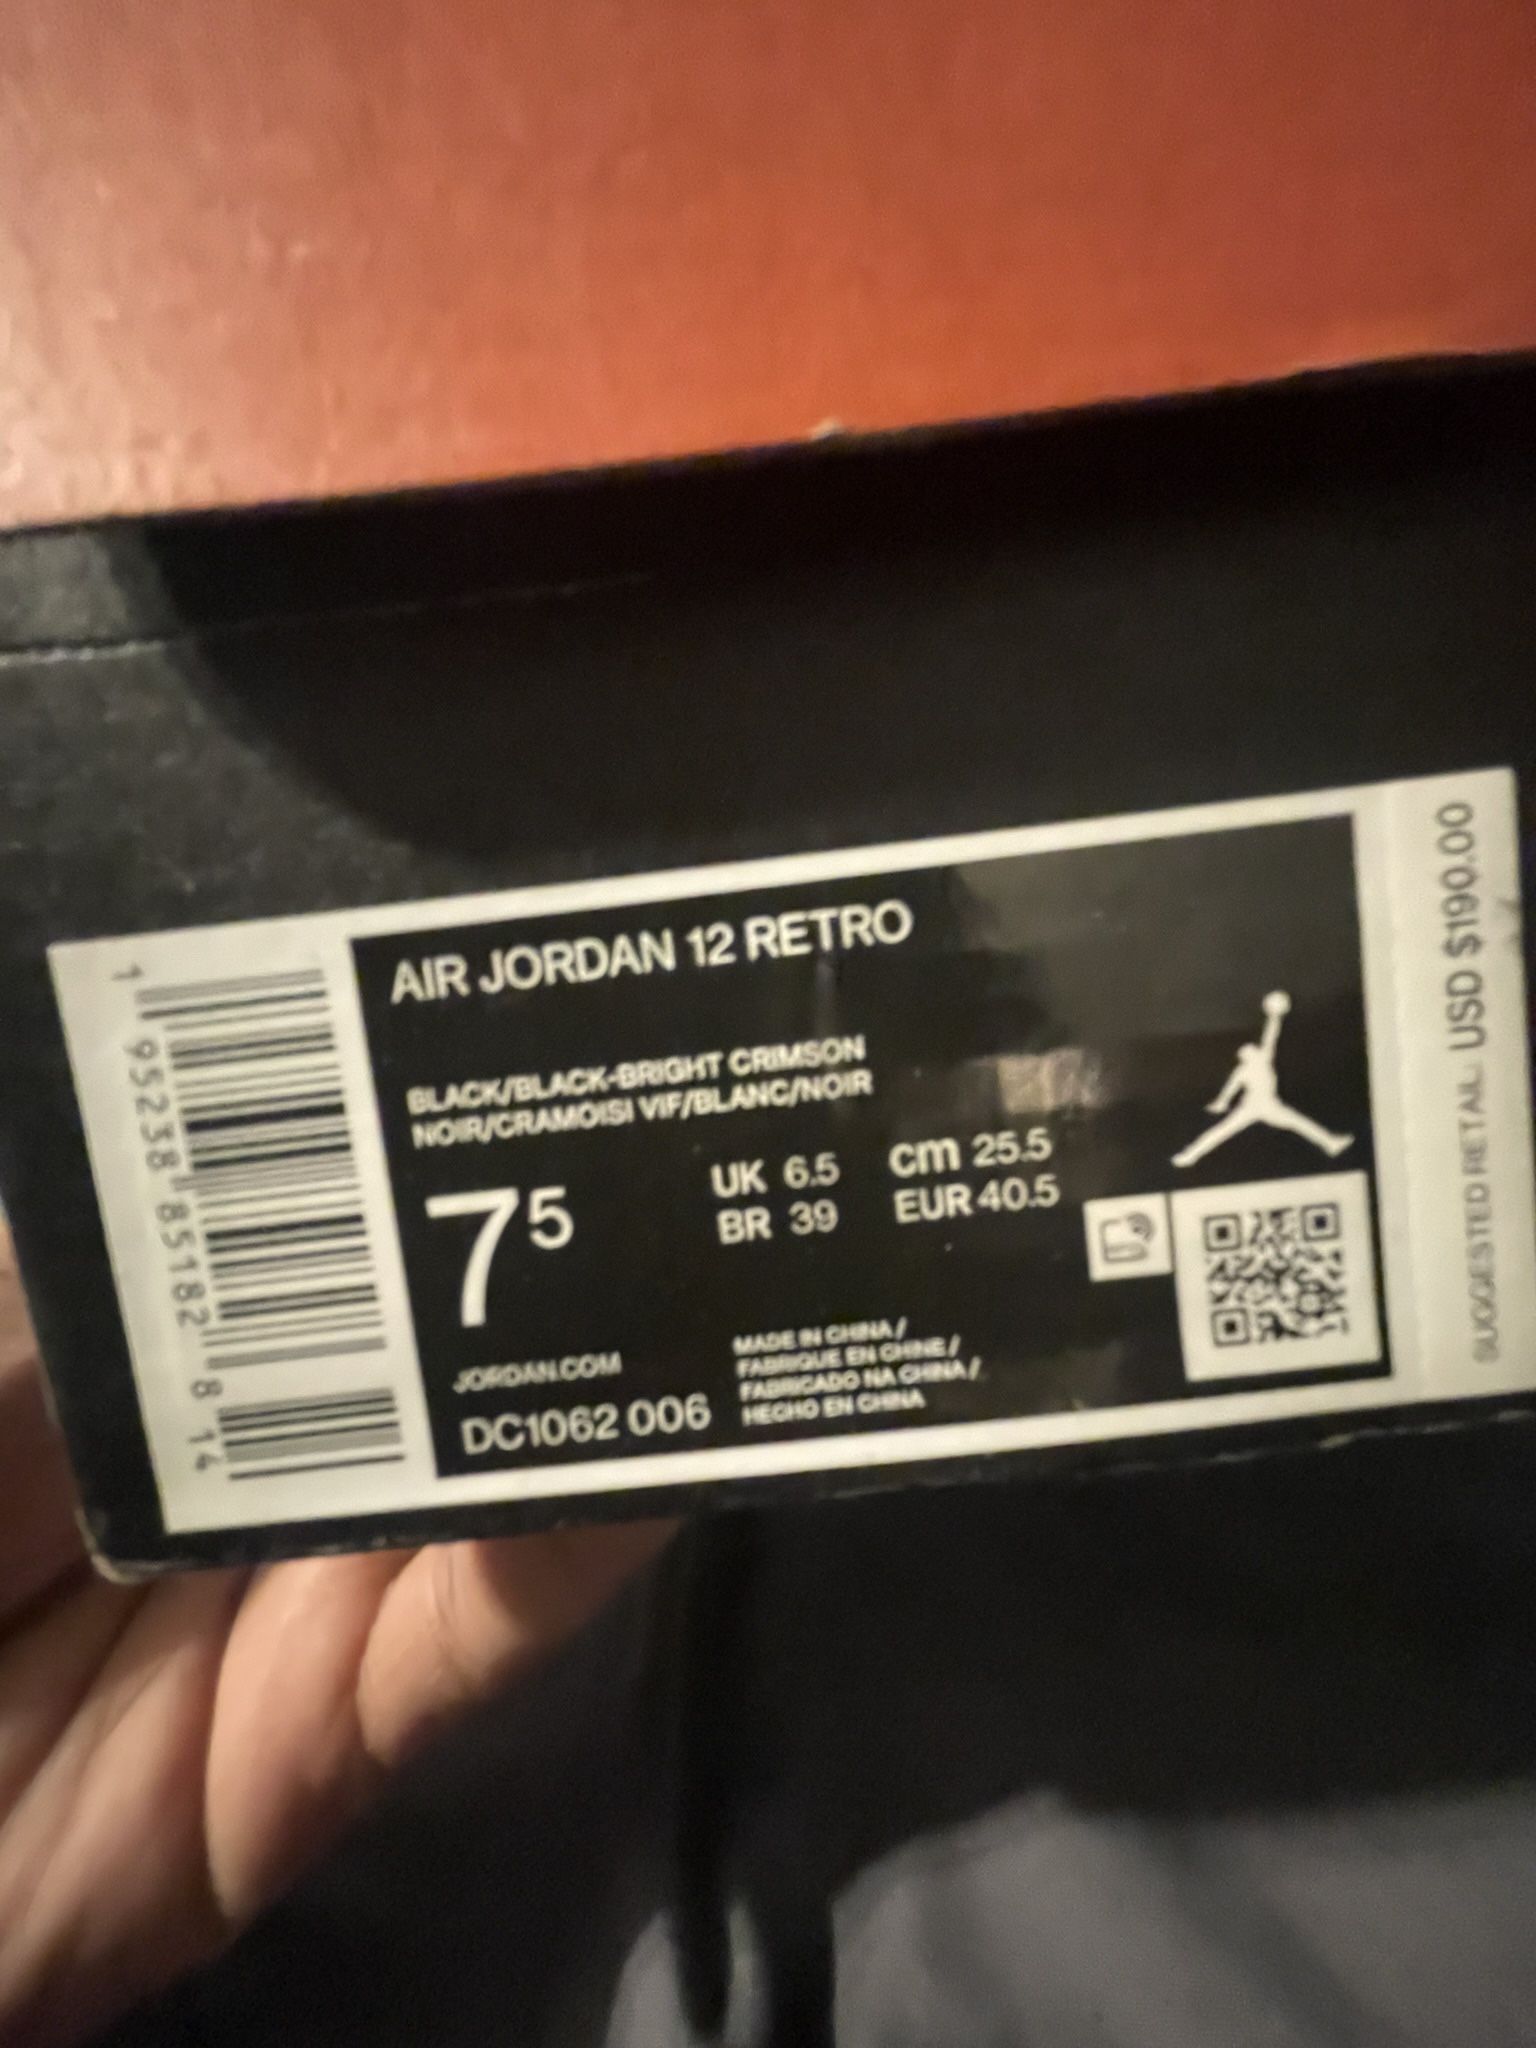 AIR JORDAN 12 RETRO
BLACK/BLACK-BRIGHT CRIMSON
NOIR/CRAMOISI VIF/BLANC/NOIR
7⁵
UK 6.5 cm 25.5
BR 39 EUR 40.5
JORDAN.COM
DC1062 006
MADE IN CHINA /
FABRIQUE EN CHINE /
FABRICADO NA CHINA /
HECHO EN CHINA
1 95238 85182 8 14
SUGGESTED RETAIL: USD $190.00